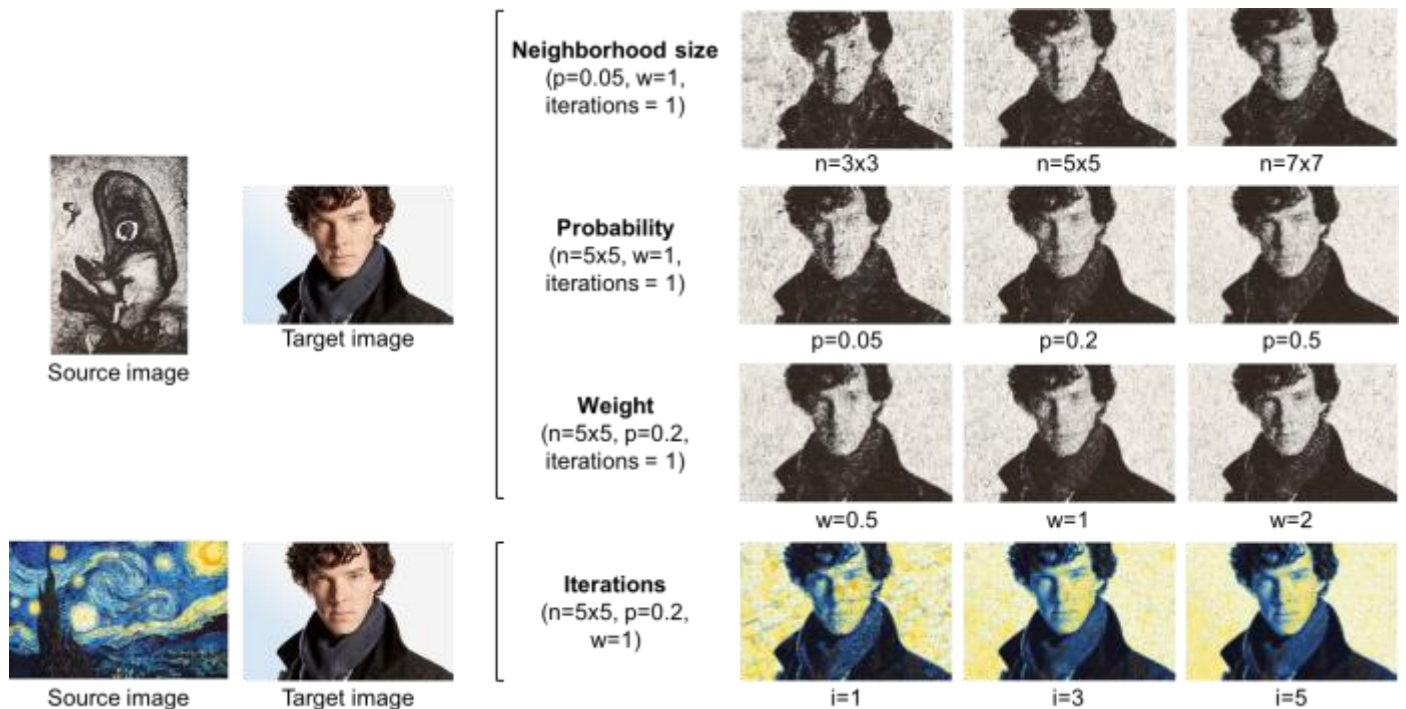 Neighborhood size
(p=0.05, w=1,
iterations = 1)
n=3x3
n=5x5
n=7x7
Source image
Target image
Probability
(n=5x5, w=1,
iterations = 1)
p=0.05
p=0.2
p=0.5
Weight
(n=5x5, p=0.2,
iterations = 1)
w=0.5
w=1
w=2
Source image
Target image
Iterations
(n=5x5, p=0.2,
w=1)
i=1
i=3
i=5